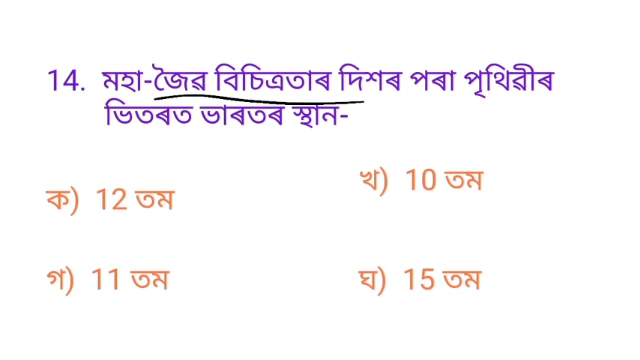 14. মহা-জৈৱ বিচিত্ৰতাৰ দিশৰ পৰা পৃথিৱীৰ
ভিতৰত ভাৰতৰ স্থান-
ক) 12 তম
খ) 10 তম
গ) 11 তম
ঘ) 15 তম